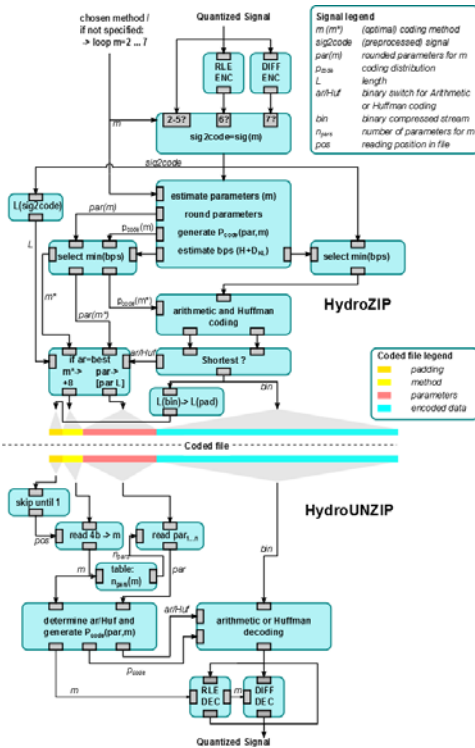 chosen method l
if not specified:
-> loop m=2 ... 7
Quantized Signal
RLE
ENC
DIFF
ENC
m
2-5?
6?
7?
sig2code=sig(m)
sig2code
L(sig2code)
par(m)
estimate parameters (m)
round parameters
Pcode(m)
generate Pcode(par,m)
L
select min(bps)
estimate bps (H+DKL)
select min(bps)
HydroZIP
m*
par(m*)
Pcode(m*)
arithmetic and Huffman
coding
if ar=best
m*->
+8
par->
[par L]
ar/Huf
Shortest ?
bin
L(bin)-> L(pad)
Signal legend
m (m*) (optimal) coding method
sig2code (preprocessed) signal
par(m) rounded parameters for m
Pcode coding distribution
L length
ar/Huf binary switch for Arithmetic
or Huffman coding
bin binary compressed stream
npars number of parameters for m
pos reading position in file
Coded file legend
padding
method
parameters
encoded data
Coded file
HydroUNZIP
skip until 1
pos
read 4b -> m
npars
read par1...n
bin
m
table:
npars(m)
par
determine ar/Huf and
generate Pcode(par,m)
ar/Huf
arithmetic or Huffman
decoding
Pcode
m
RLE
DEC
m
DIFF
DEC
Quantized Signal